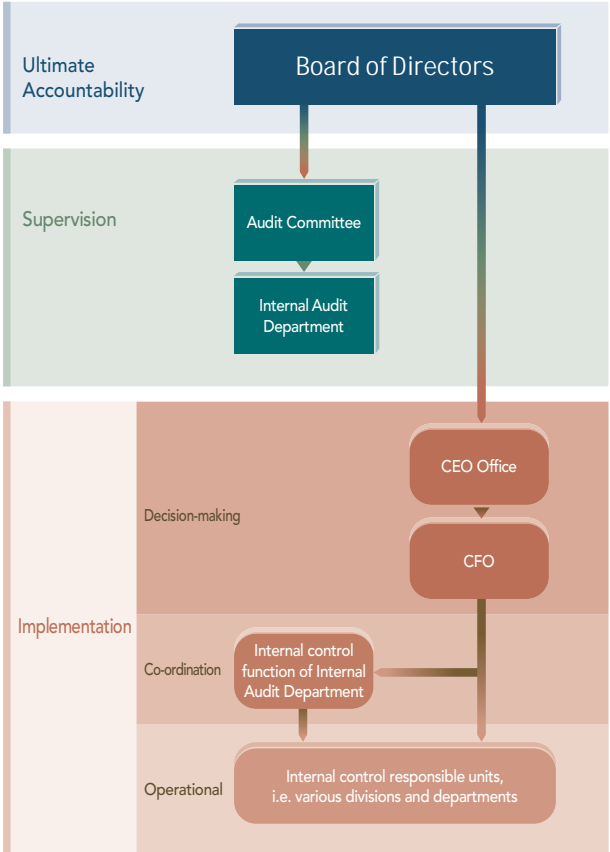 Ultimate
Accountability
Board of Directors
Supervision
Audit Committee
Internal Audit
Department
Implementation
Decision-making
CEO Office
CFO
Co-ordination
Internal control
function of Internal
Audit Department
Operational
Internal control responsible units,
i.e. various divisions and departments